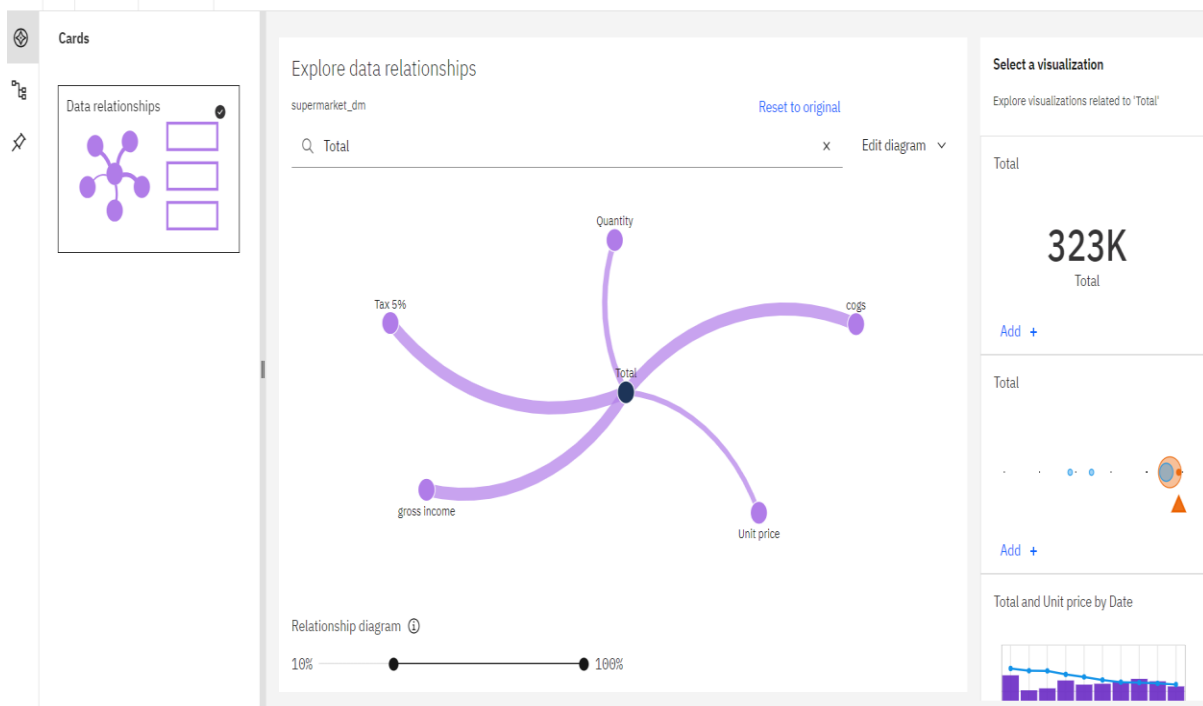 Cards
Data relationships
Explore data relationships
supermarket_dm
Reset to original
Total
x
Edit diagram
Quantity
Tax 5%
cogs
Total
gross income
Unit price
Relationship diagram
10%
100%
Select a visualization
Explore visualizations related to 'Total'
Total
323K
Total
Add +
Total
Add +
Total and Unit price by Date